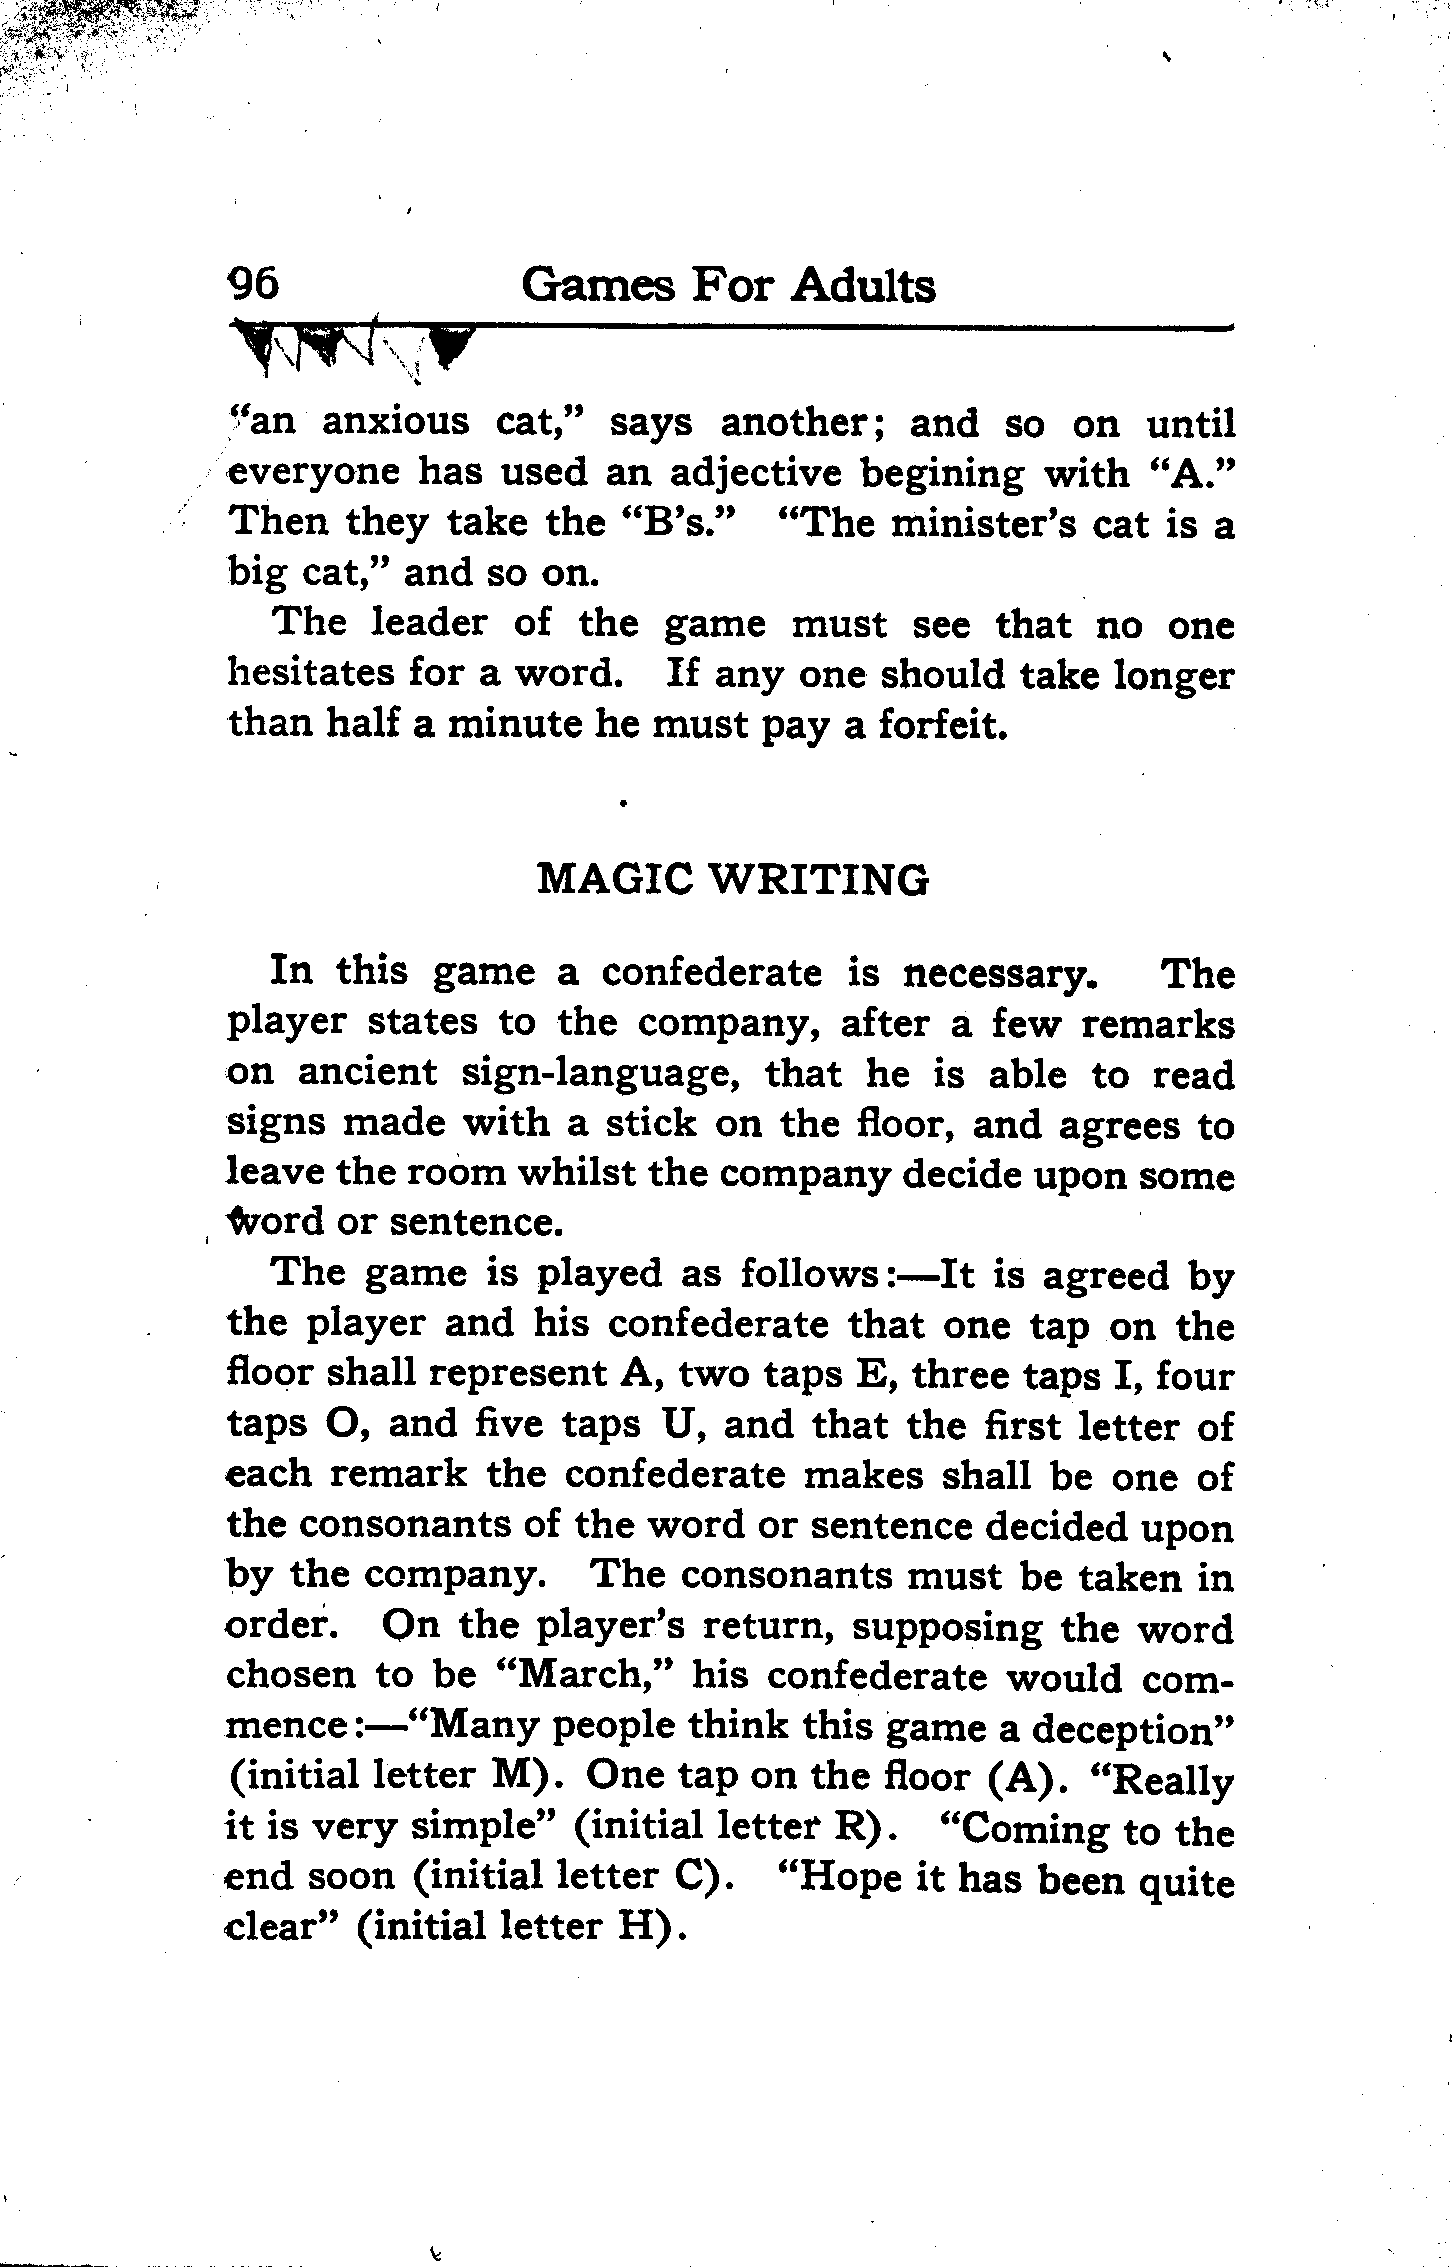 96 Games For Adults
“an anxious cat,” says another; and so on until
everyone has used an adjective begining with “A.”
Then they take the “B’s.” “The minister’s cat is a
big cat,” and so on.
The leader of the game must see that no one
hesitates for a word. If any one should take longer
than half a minute he must pay a forfeit.
MAGIC WRITING
In this game a confederate is necessary. The
player states to the company, after a few remarks
on ancient sign-language, that he is able to read
signs made with a stick on the floor, and agrees to
leave the room whilst the company decide upon some
word or sentence.
The game is played as follows:—It is agreed by
the player and his confederate that one tap on the
floor shall represent A, two taps E, three taps I, four
taps O, and five taps U, and that the first letter of
each remark the confederate makes shall be one of
the consonants of the word or sentence decided upon
by the company. The consonants must be taken in
order. On the player’s return, supposing the word
chosen to be “March,” his confederate would com-
mence:—“Many people think this game a deception”
(initial letter M). One tap on the floor (A). “Really
it is very simple” (initial letter R). “Coming to the
end soon (initial letter C). “Hope it has been quite
clear” (initial letter H).